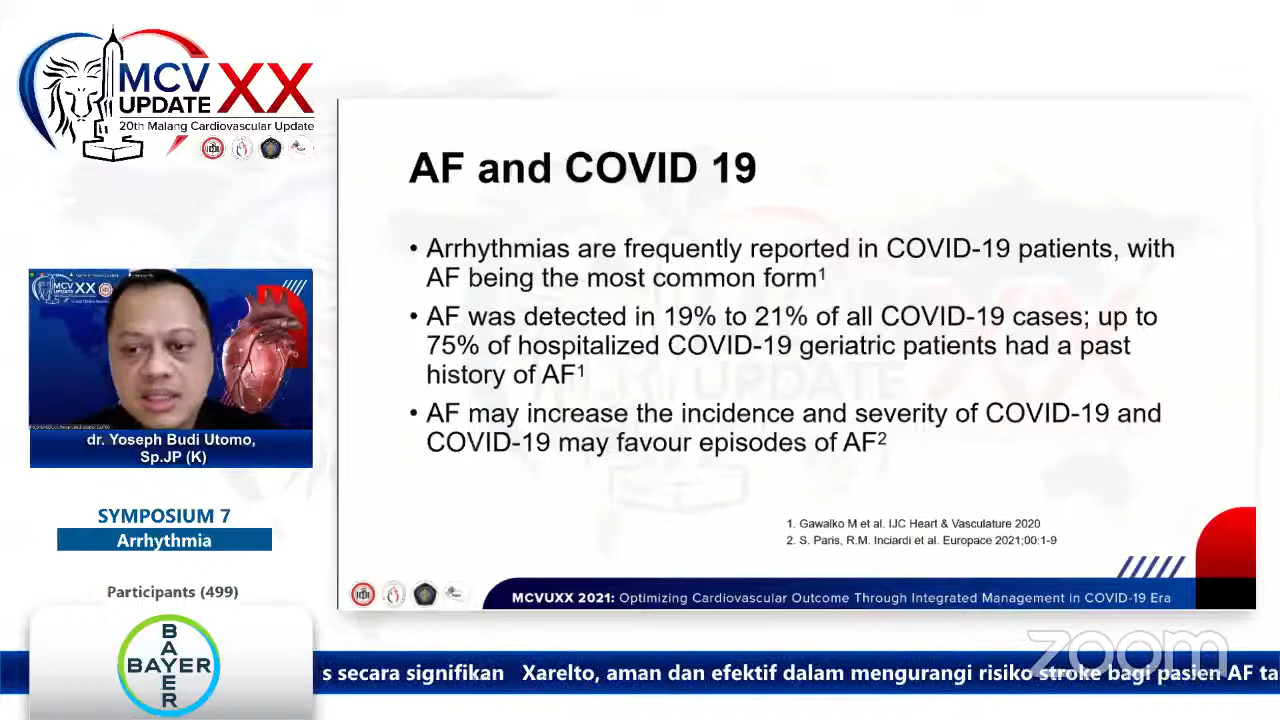 MCV XX
UPDATE
20th Malang Cardiovascular Update
AF and COVID 19
• Arrhythmias are frequently reported in COVID-19 patients, with
AF being the most common form¹
• AF was detected in 19% to 21% of all COVID-19 cases; up to
75% of hospitalized COVID-19 geriatric patients had a past
history of AF¹
• AF may increase the incidence and severity of COVID-19 and
COVID-19 may favour episodes of AF²
1. Gawalko M et al. IJC Heart & Vasculature 2020
2. S. Paris, R.M. Inciardi et al. Europace 2021;00:1-9
MCVUXX 2021: Optimizing Cardiovascular Outcome Through Integrated Management in COVID-19 Era
MCV XX
UPDATE
dr. Yoseph Budi Utomo,
Sp.JP (K)
SYMPOSIUM 7
Arrhythmia
Participants (499)
BAYER
BAYER
zoom
s secara signifikan Xarelto, aman dan efektif dalam mengurangi risiko stroke bagi pasien AF ta